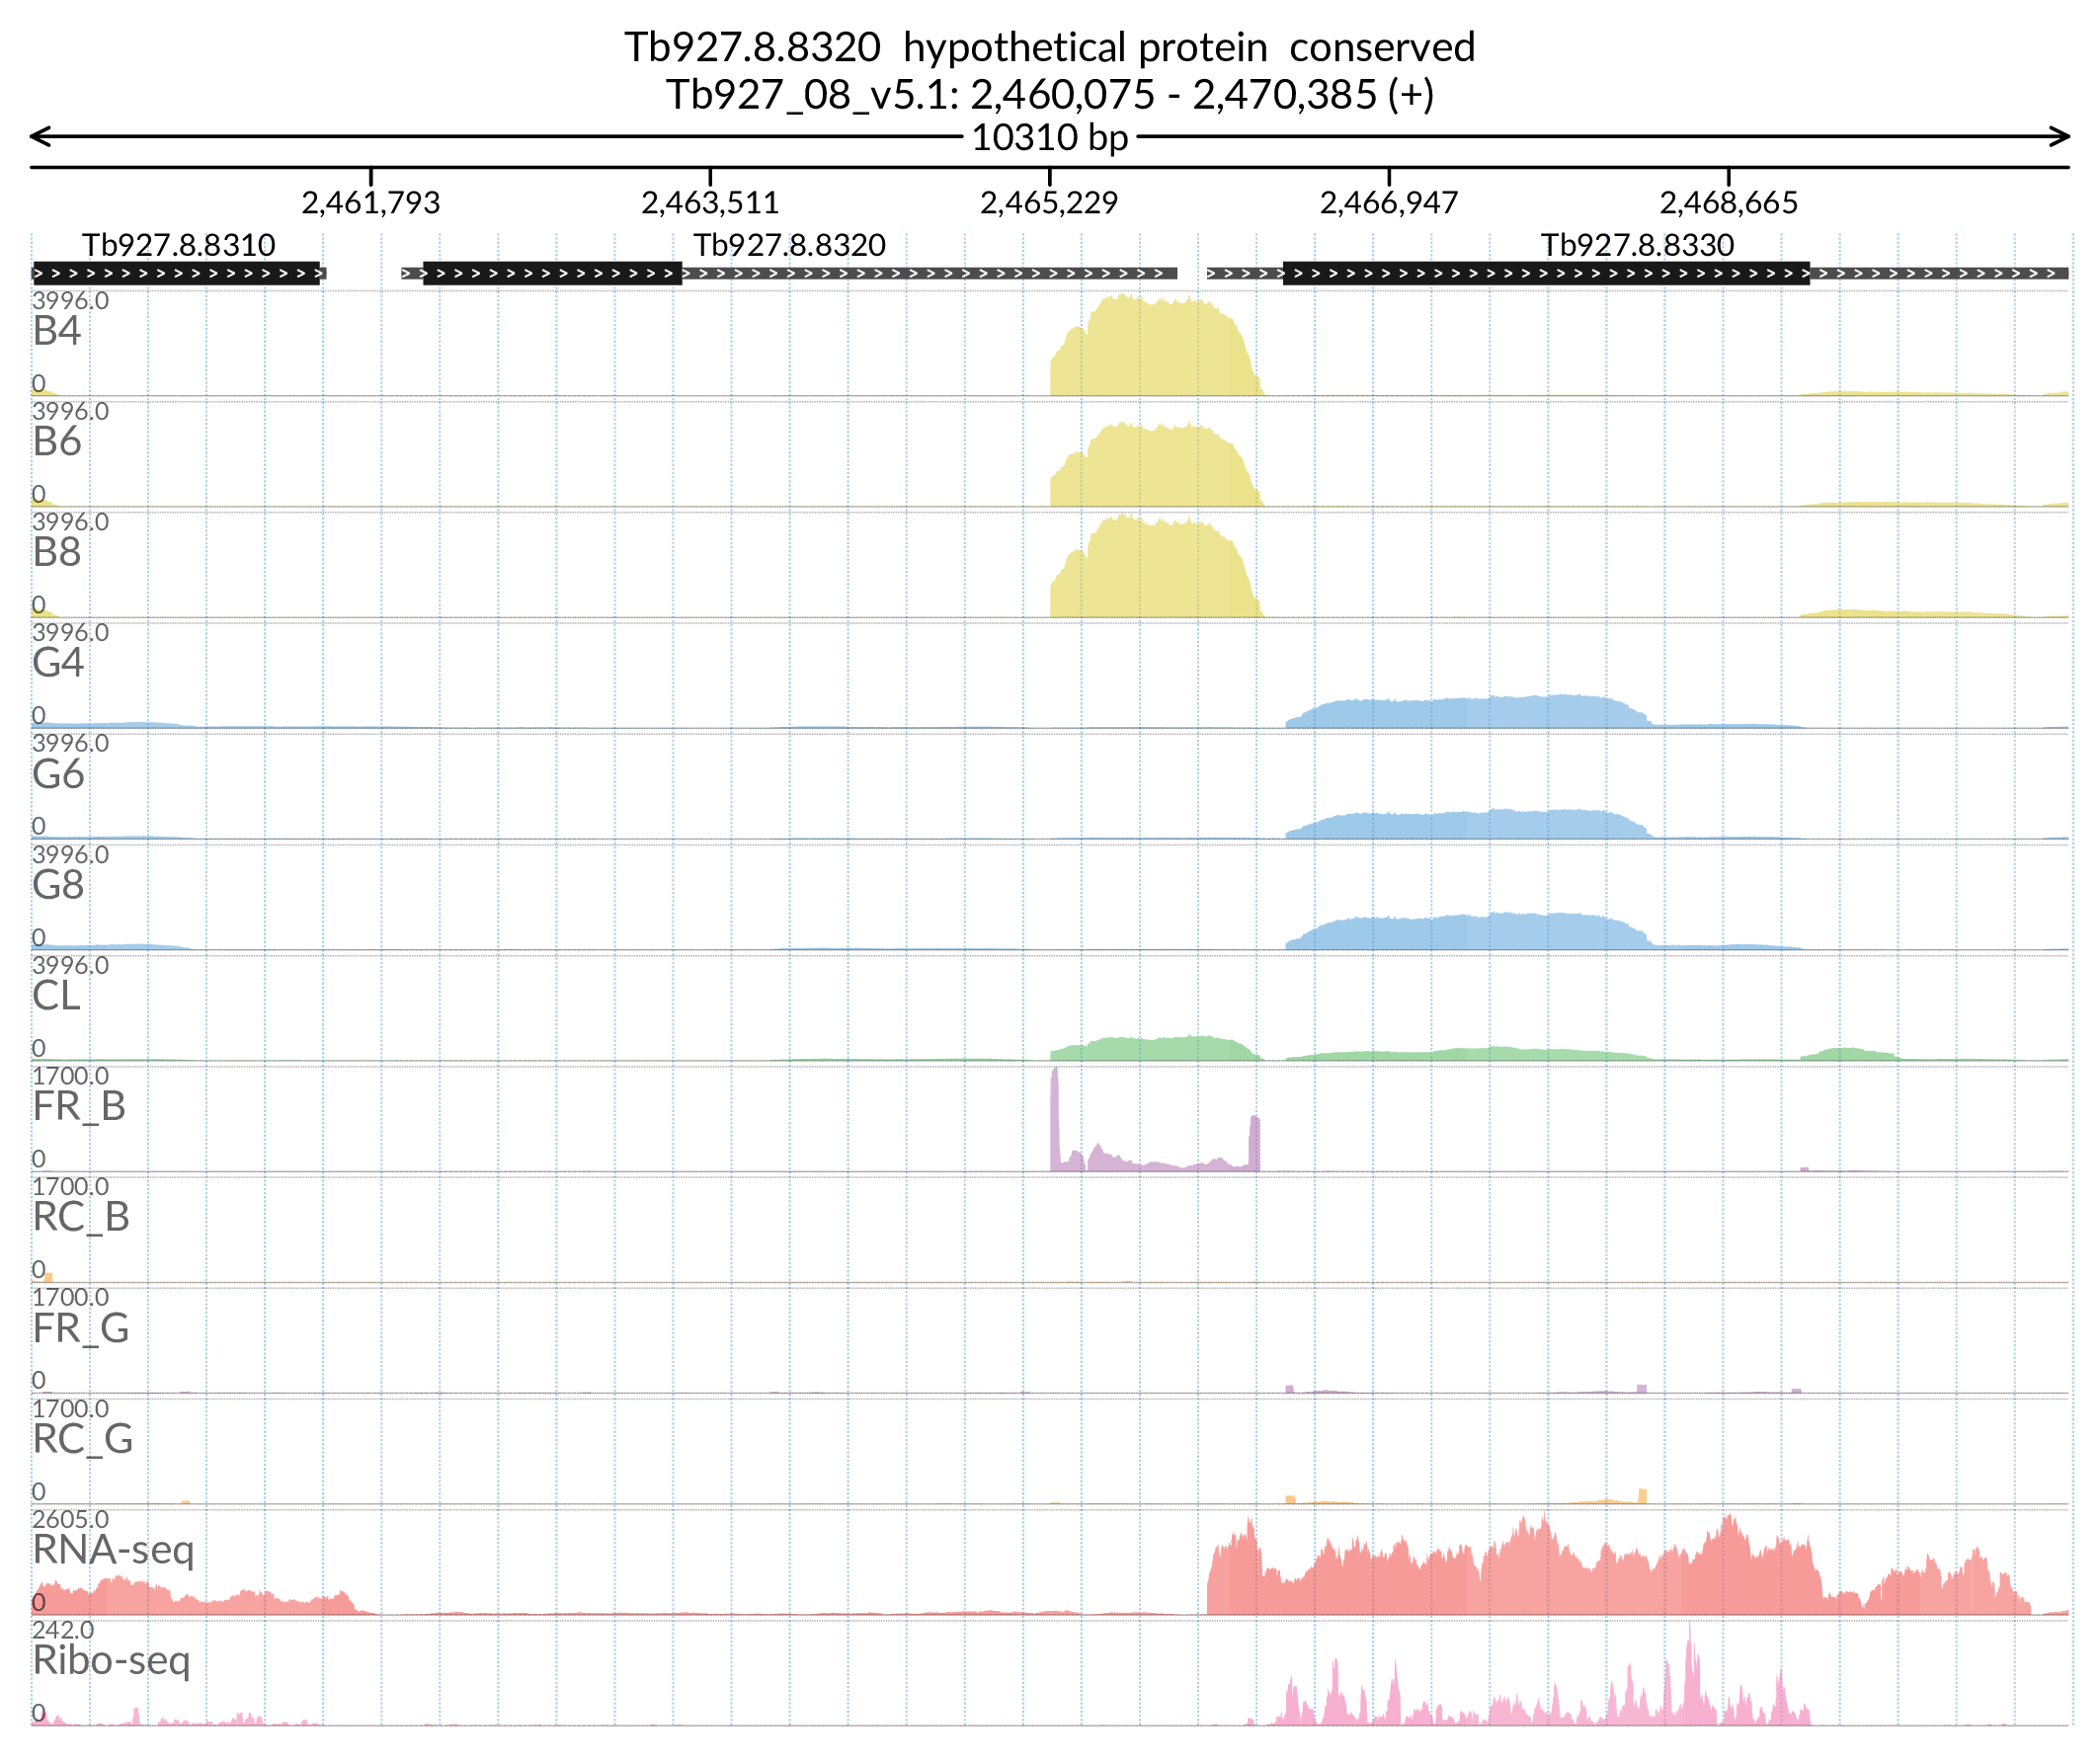 Tb927.8.8320 hypothetical protein conserved
Tb927_08_v5.1: 2,460,075 - 2,470,385 (+)
10310 bp
2,461,793 2,463,511 2,465,229 2,466,947 2,468,665
Tb927.8.8310 Tb927.8.8320 Tb927.8.8330
3996.0
B4
0
3996.0
B6
0
3996.0
B8
0
3996.0
G4
0
3996.0
G6
0
3996.0
G8
0
3996.0
CL
0
1700.0
FR_B
0
1700.0
RC_B
0
1700.0
FR_G
0
1700.0
RC_G
0
2605.0
RNA-seq
0
242.0
Ribo-seq
0